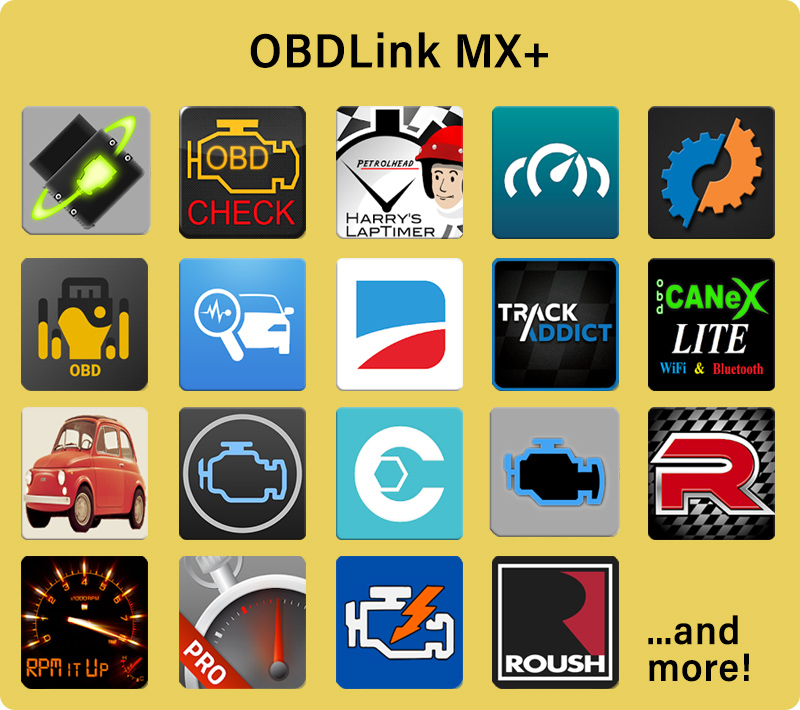 OBDLink MX+
OBD
CHECK
PETROLHEAD
HARRY'S
LAPTIMER
OBD
TRACK
ADDICT
obd
CANeX
LITE
WiFi & Bluetooth
R
x1000RPM
RPM IT UP
PRO
ROUSH
...and
more!